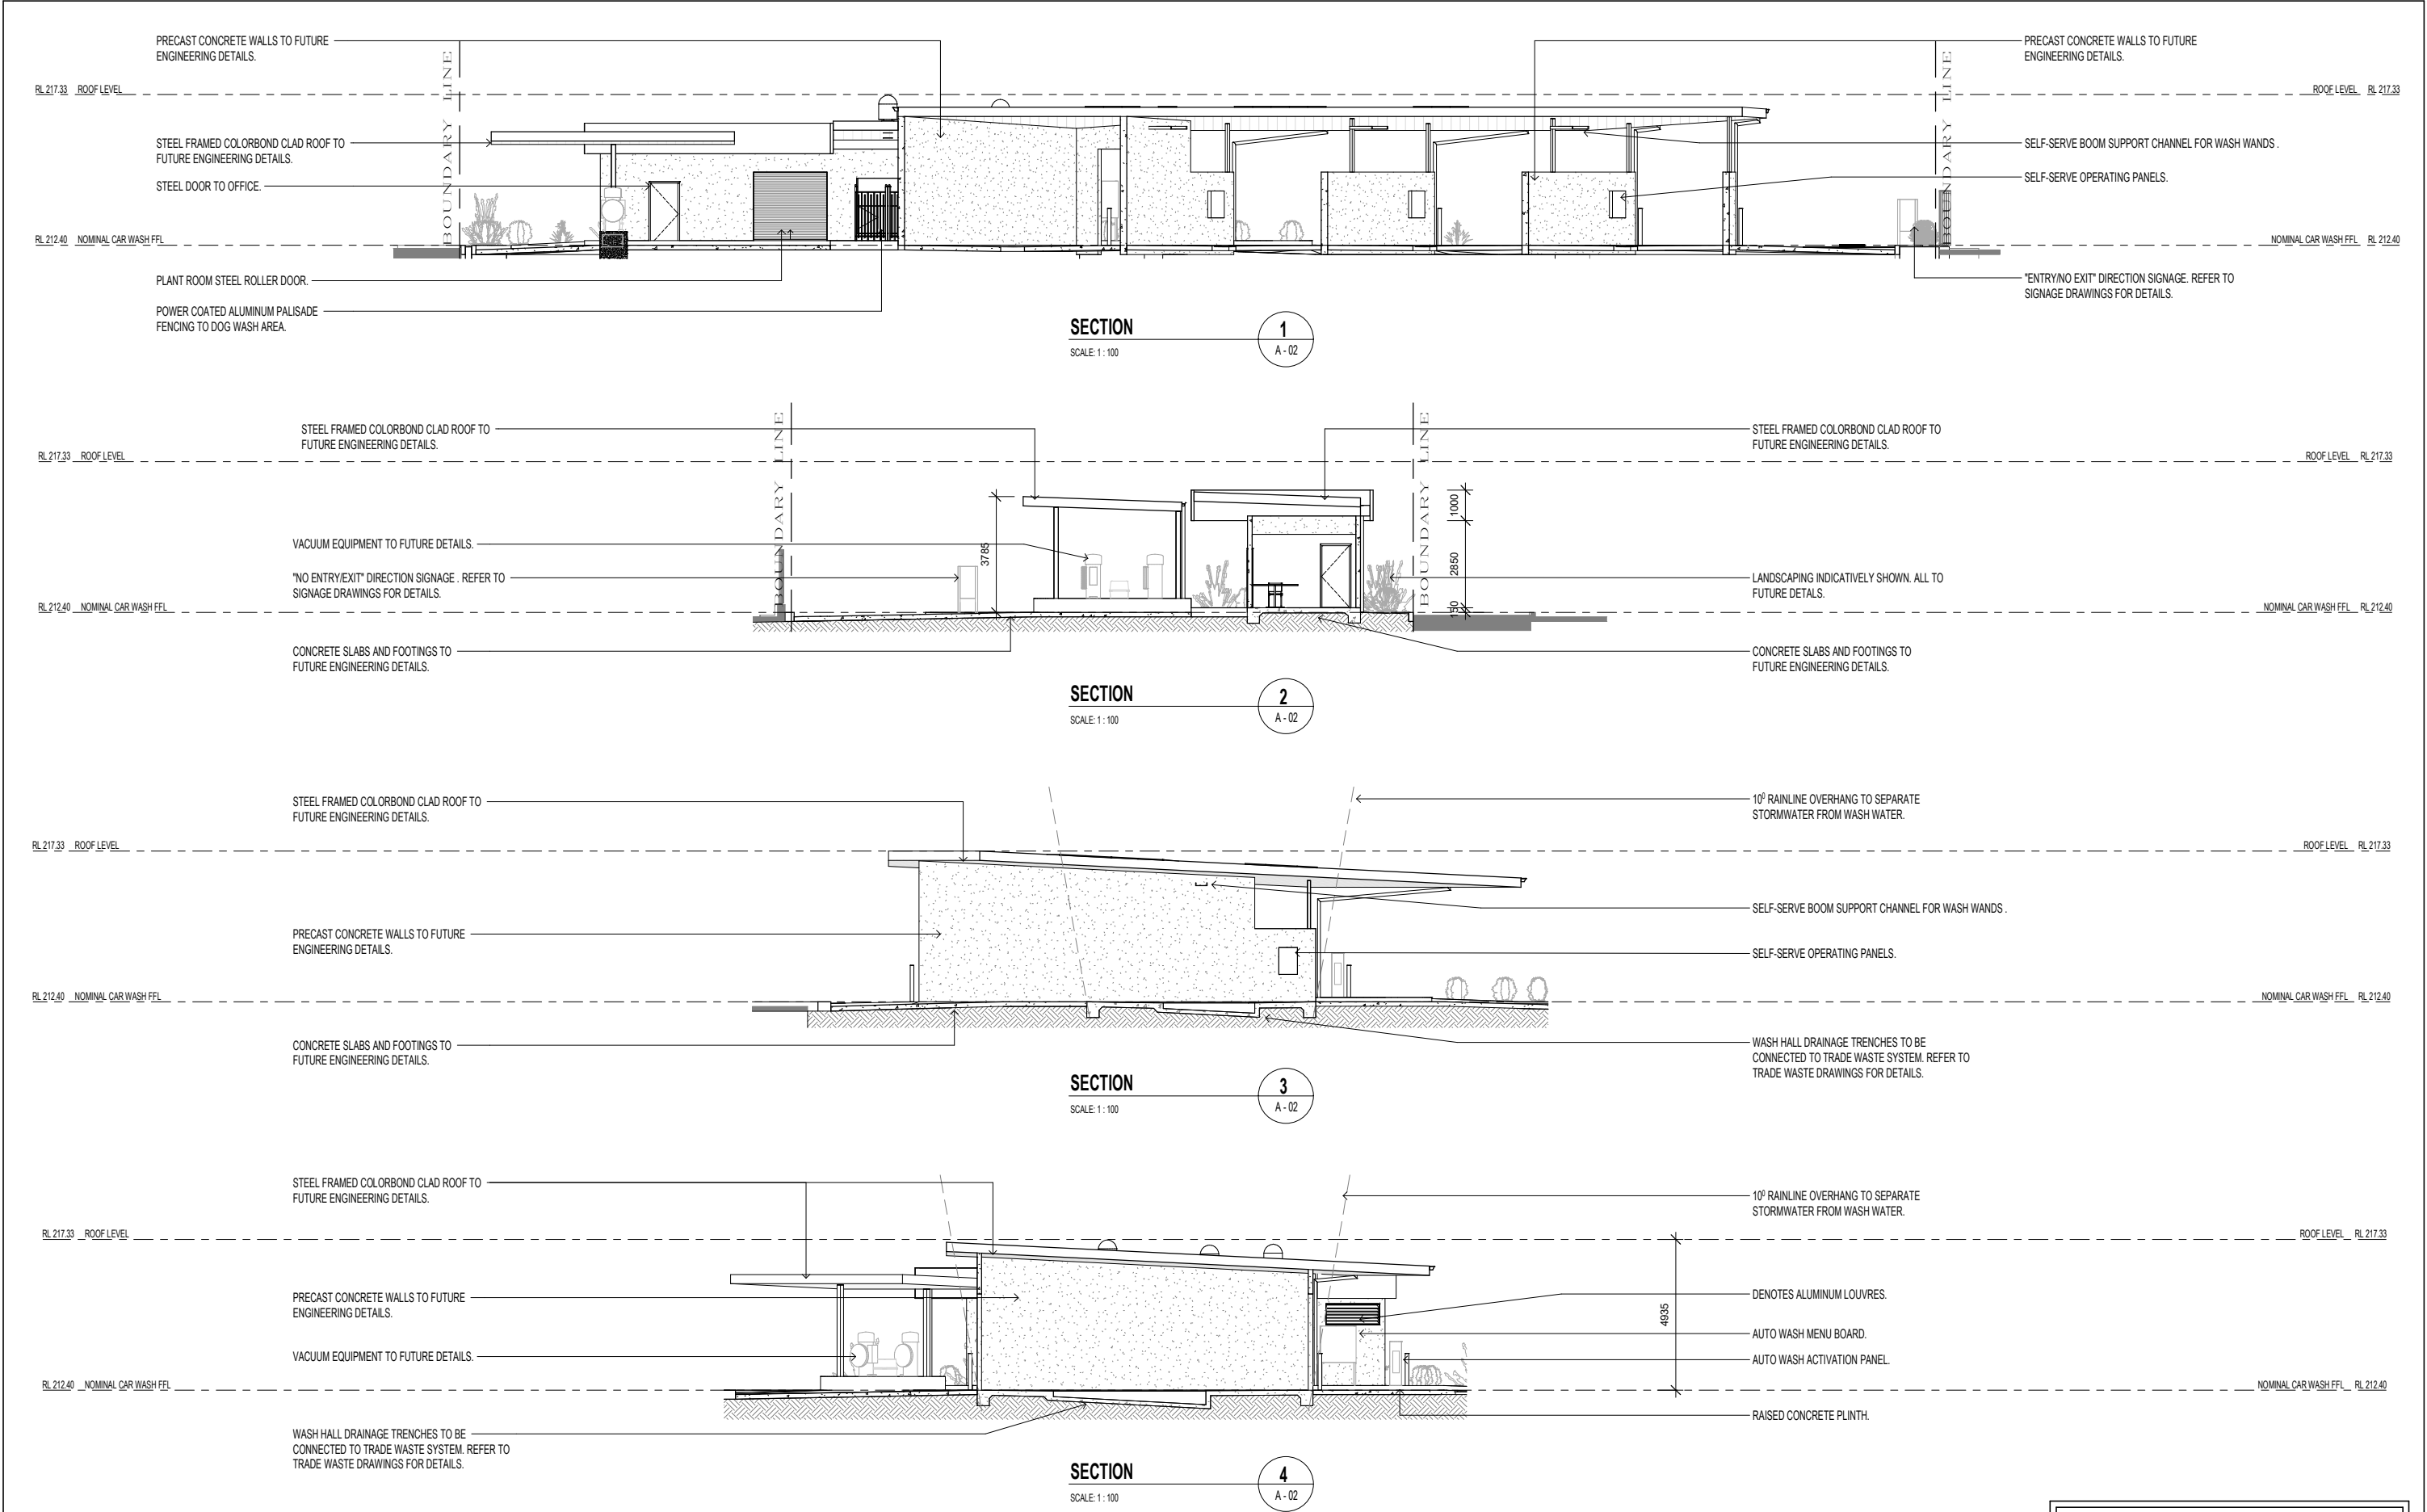 PRECAST CONCRETE WALLS TO FUTURE
ENGINEERING DETAILS.
PRECAST CONCRETE WALLS TO FUTURE
ENGINEERING DETAILS.
BOUNDARY LINE
BOUNDARY LINE
RL 217.33 ROOF LEVEL
ROOF LEVEL RL 217.33
STEEL FRAMED COLORBOND CLAD ROOF TO
FUTURE ENGINEERING DETAILS.
SELF-SERVE BOOM SUPPORT CHANNEL FOR WASH WANDS .
STEEL DOOR TO OFFICE.
SELF-SERVE OPERATING PANELS.
RL 212.40 NOMINAL CAR WASH FFL
NOMINAL CAR WASH FFL RL 212.40
PLANT ROOM STEEL ROLLER DOOR.
"ENTRY/NO EXIT" DIRECTION SIGNAGE. REFER TO
SIGNAGE DRAWINGS FOR DETAILS.
POWER COATED ALUMINUM PALISADE
FENCING TO DOG WASH AREA.
SECTION
SCALE: 1 : 100
1
A - 02
STEEL FRAMED COLORBOND CLAD ROOF TO
FUTURE ENGINEERING DETAILS.
STEEL FRAMED COLORBOND CLAD ROOF TO
FUTURE ENGINEERING DETAILS.
BOUNDARY LINE
BOUNDARY LINE
RL 217.33 ROOF LEVEL
ROOF LEVEL RL 217.33
1000
3785
2850
150
VACUUM EQUIPMENT TO FUTURE DETAILS.
"NO ENTRY/EXIT" DIRECTION SIGNAGE . REFER TO
SIGNAGE DRAWINGS FOR DETAILS.
LANDSCAPING INDICATIVELY SHOWN. ALL TO
FUTURE DETALS.
RL 212.40 NOMINAL CAR WASH FFL
NOMINAL CAR WASH FFL RL 212.40
CONCRETE SLABS AND FOOTINGS TO
FUTURE ENGINEERING DETAILS.
CONCRETE SLABS AND FOOTINGS TO
FUTURE ENGINEERING DETAILS.
SECTION
SCALE: 1 : 100
2
A - 02
STEEL FRAMED COLORBOND CLAD ROOF TO
FUTURE ENGINEERING DETAILS.
10⁰ RAINLINE OVERHANG TO SEPARATE
STORMWATER FROM WASH WATER.
RL 217.33 ROOF LEVEL
ROOF LEVEL RL 217.33
SELF-SERVE BOOM SUPPORT CHANNEL FOR WASH WANDS .
PRECAST CONCRETE WALLS TO FUTURE
ENGINEERING DETAILS.
SELF-SERVE OPERATING PANELS.
RL 212.40 NOMINAL CAR WASH FFL
NOMINAL CAR WASH FFL RL 212.40
CONCRETE SLABS AND FOOTINGS TO
FUTURE ENGINEERING DETAILS.
WASH HALL DRAINAGE TRENCHES TO BE
CONNECTED TO TRADE WASTE SYSTEM. REFER TO
TRADE WASTE DRAWINGS FOR DETAILS.
SECTION
SCALE: 1 : 100
3
A - 02
STEEL FRAMED COLORBOND CLAD ROOF TO
FUTURE ENGINEERING DETAILS.
10⁰ RAINLINE OVERHANG TO SEPARATE
STORMWATER FROM WASH WATER.
RL 217.33 ROOF LEVEL
ROOF LEVEL RL 217.33
PRECAST CONCRETE WALLS TO FUTURE
ENGINEERING DETAILS.
DENOTES ALUMINUM LOUVRES.
4935
AUTO WASH MENU BOARD.
VACUUM EQUIPMENT TO FUTURE DETAILS.
AUTO WASH ACTIVATION PANEL.
RL 212.40 NOMINAL CAR WASH FFL
NOMINAL CAR WASH FFL RL 212.40
RAISED CONCRETE PLINTH.
WASH HALL DRAINAGE TRENCHES TO BE
CONNECTED TO TRADE WASTE SYSTEM. REFER TO
TRADE WASTE DRAWINGS FOR DETAILS.
SECTION
SCALE: 1 : 100
4
A - 02